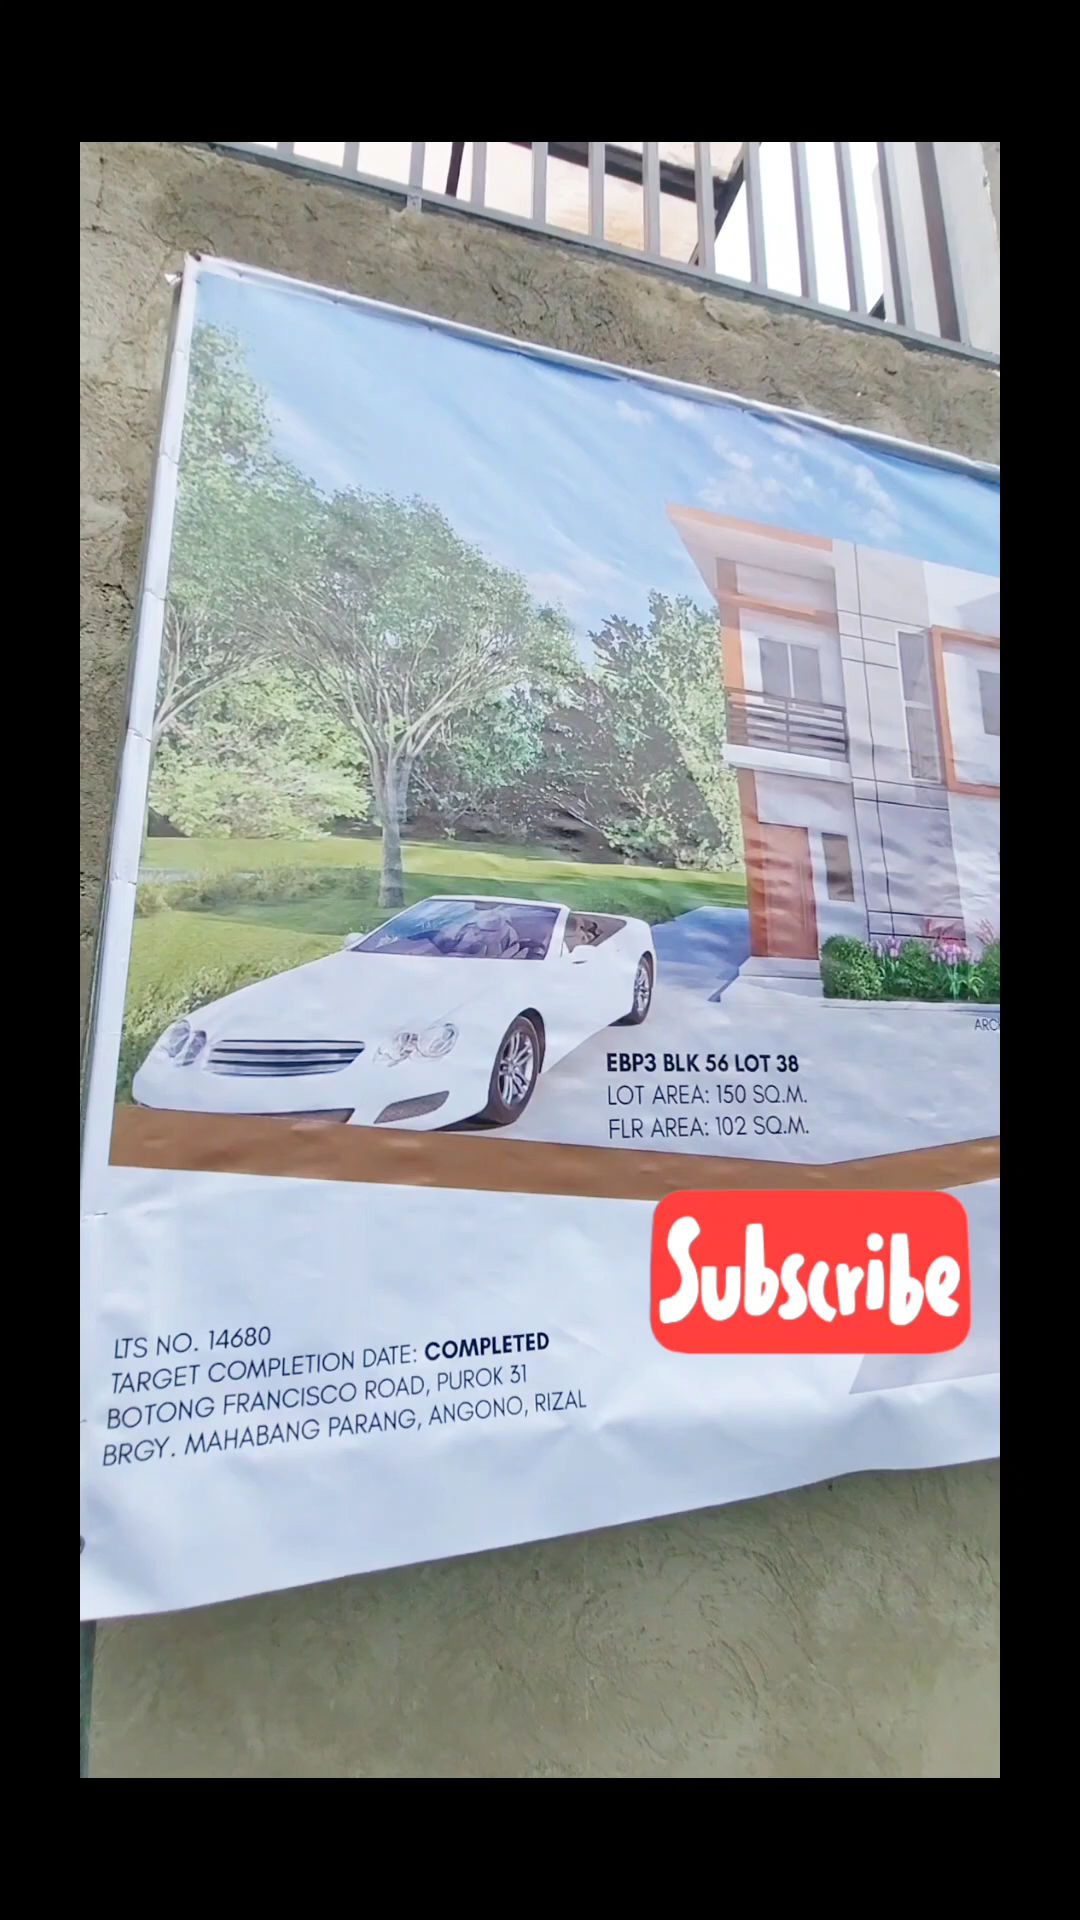 ARC
EBP3 BLK 56 LOT 38
LOT AREA: 150 SQ.M.
FLR AREA: 102 SQ.M.
Subscribe
LTS NO. 14680
TARGET COMPLETION DATE: COMPLETED
BOTONG FRANCISCO ROAD, PUROK 31
BRGY. MAHABANG PARANG, ANGONO, RIZAL